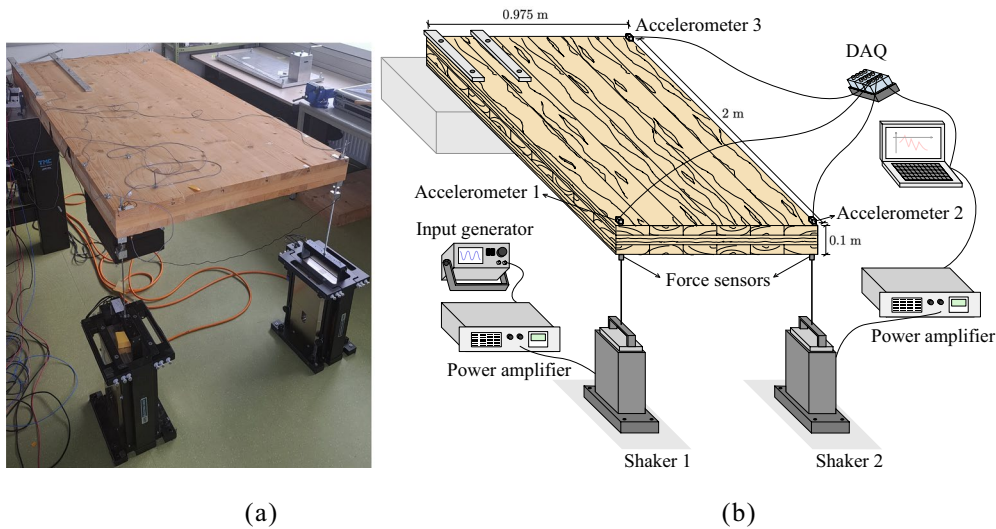 0.975 m
Accelerometer 3
DAQ
2 m
Accelerometer 1
Accelerometer 2
Input generator
0.1 m
Force sensors
Power amplifier
Power amplifier
Shaker 1
Shaker 2
(a)
(b)